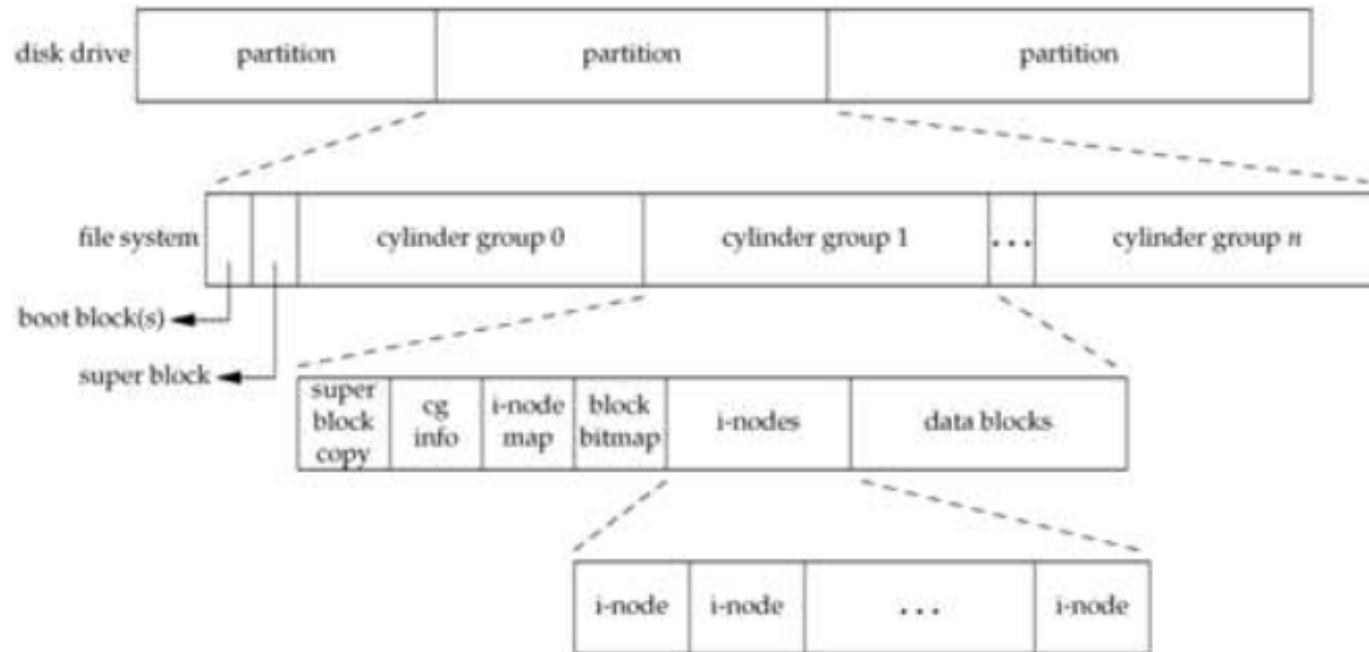 disk drive
partition
partition
partition
file system
cylinder group 0
cylinder group 1
...
cylinder group n
boot block(s)
super block
super
block
copy
cg
info
i-node
map
block
bitmap
i-nodes
data blocks
i-node
i-node
...
i-node